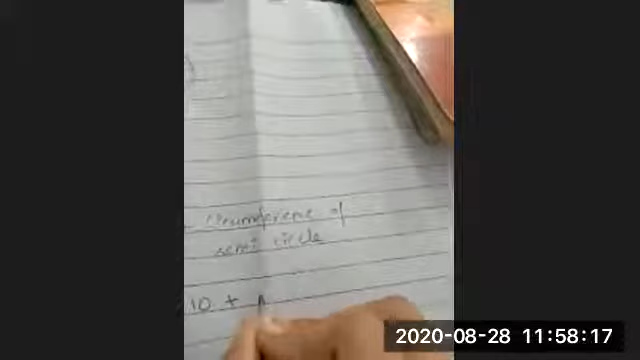 Circumference of
semi circle
10 +
2020-08-28 11:58:17